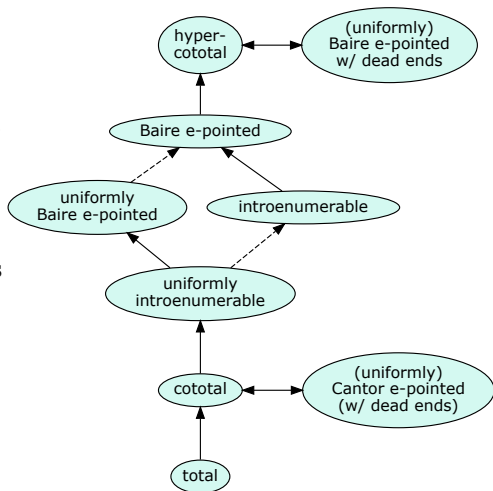 hyper-
cototal
(uniformly)
Baire e-pointed
w/ dead ends
Baire e-pointed
uniformly
Baire e-pointed
introenumerable
uniformly
introenumerable
cototal
(uniformly)
Cantor e-pointed
(w/ dead ends)
total